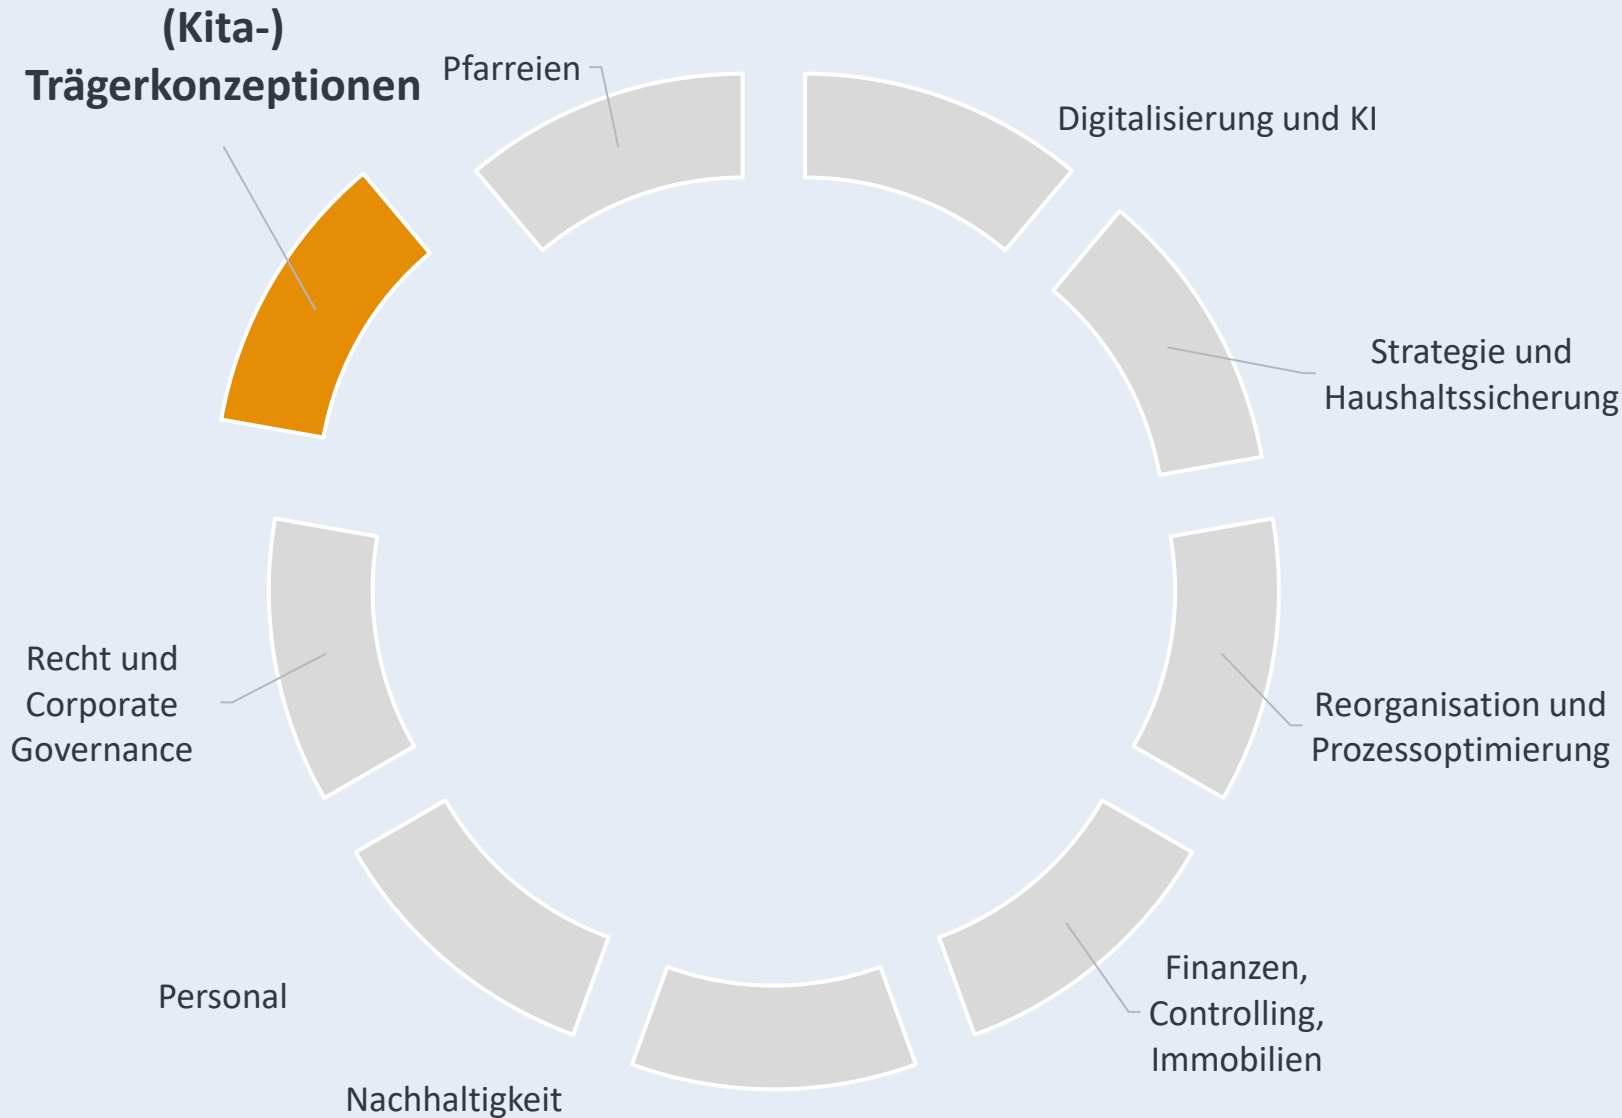 (Kita-)
Trägerkonzeptionen
Pfarreien
Digitalisierung und KI
Strategie und
Haushaltssicherung
Reorganisation und
Prozessoptimierung
Finanzen,
Controlling,
Immobilien
Nachhaltigkeit
Personal
Recht und
Corporate
Governance